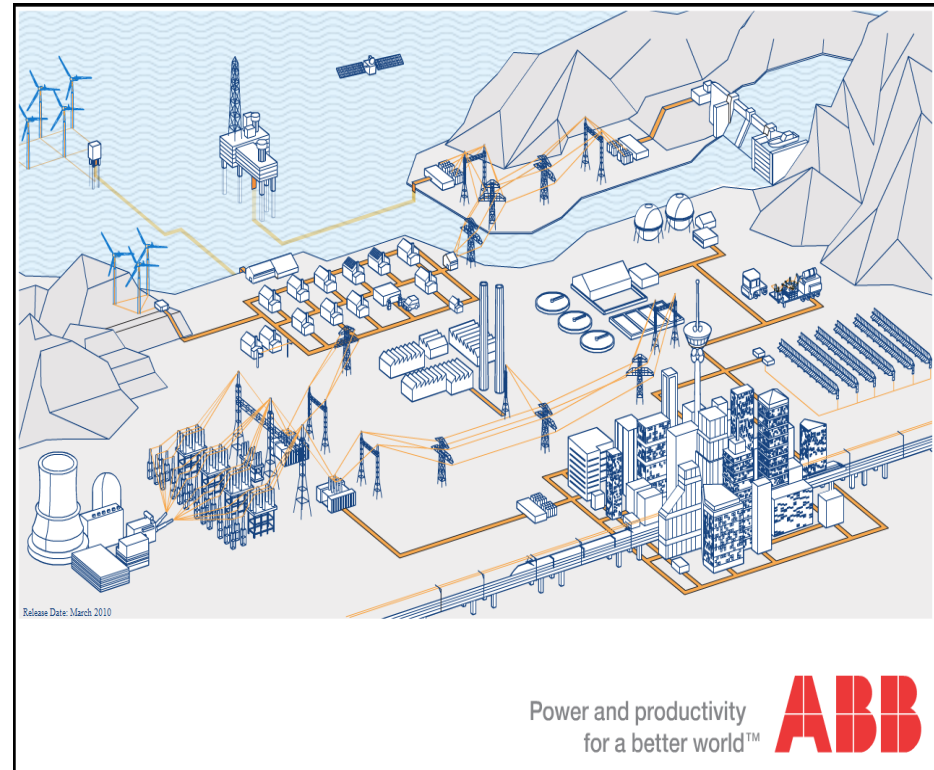 Release Date: March 2010
Power and productivity
for a better world™
ABB